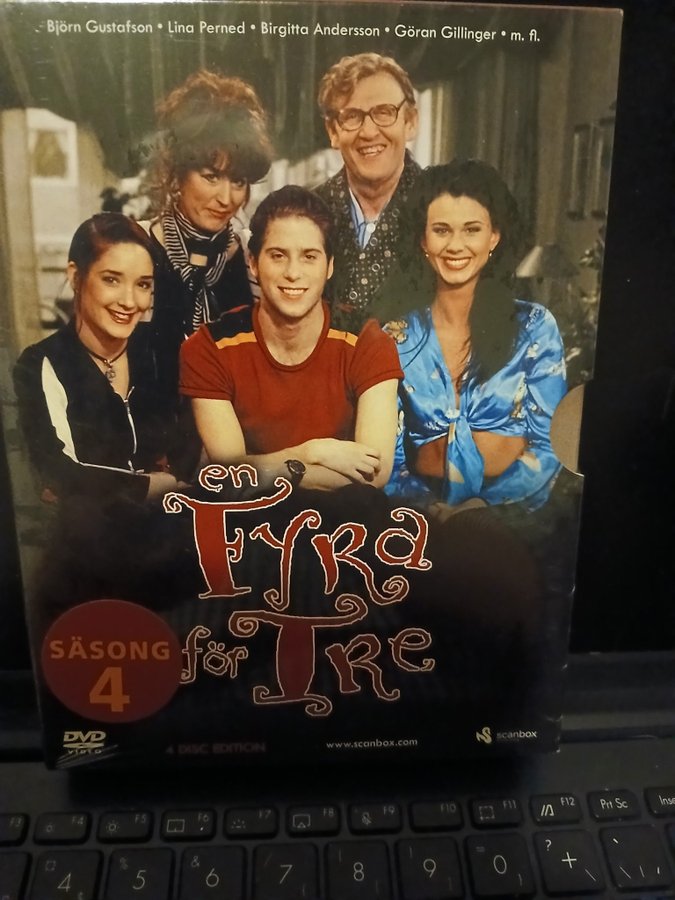 Björn Gustafson • Lina Perned • Birgitta Andersson • Göran Gillinger • m. fl.
en
FYRa
för TRe
SÄSONG
4
DVD
VIDEO
4 DISC EDITION
www.scanbox.com
scanbox
F3 F4 F5 F6 F7 F8 F9 F10 F11 F12 Prt Sc Inse
¤ % & / ( ) = ?
4 5 6 7 8 9 0 + \